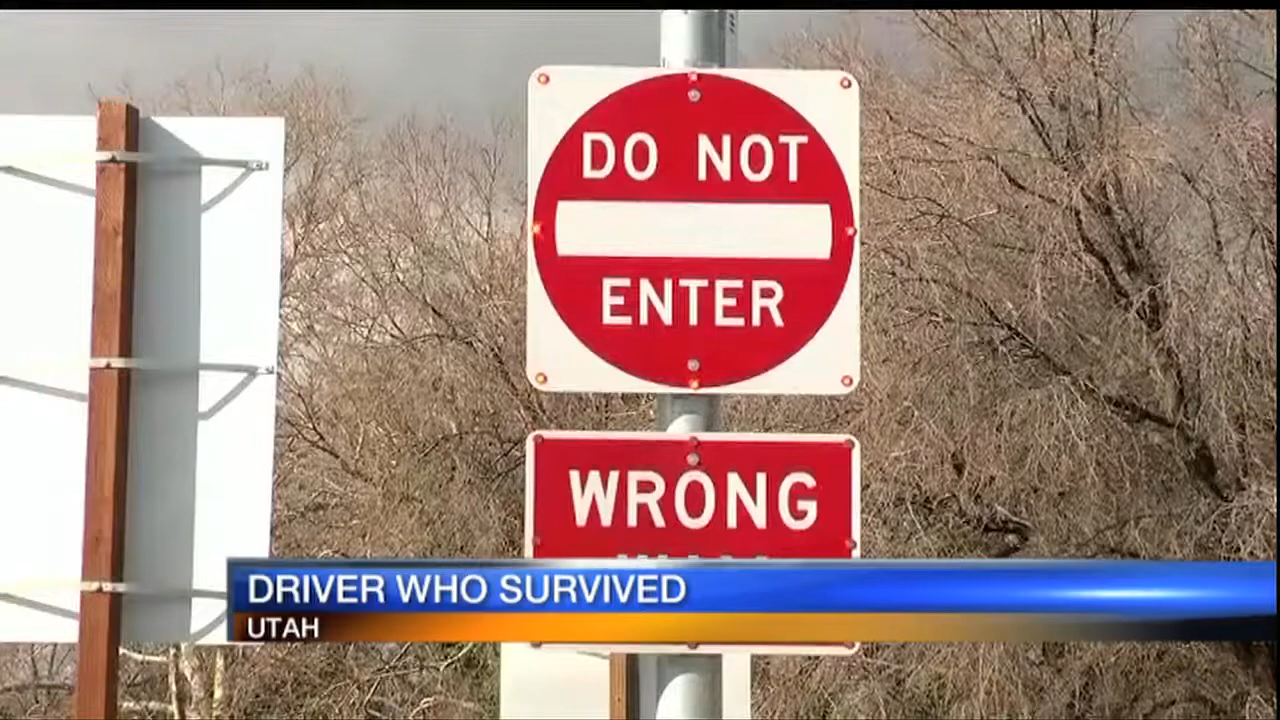 DO NOT
ENTER
WRONG
DRIVER WHO SURVIVED
UTAH